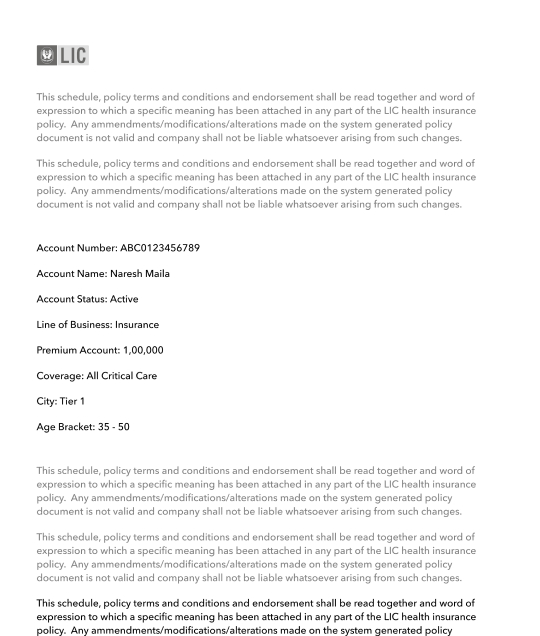 LIC
This schedule, policy terms and conditions and endorsement shall be read together and word of
expression to which a specific meaning has been attached in any part of the LIC health insurance
policy.  Any ammendments/modifications/alterations made on the system generated policy
document is not valid and company shall not be liable whatsoever arising from such changes.
This schedule, policy terms and conditions and endorsement shall be read together and word of
expression to which a specific meaning has been attached in any part of the LIC health insurance
policy.  Any ammendments/modifications/alterations made on the system generated policy
document is not valid and company shall not be liable whatsoever arising from such changes.
Account Number: ABC0123456789
Account Name: Naresh Maila
Account Status: Active
Line of Business: Insurance
Premium Account: 1,00,000
Coverage: All Critical Care
City: Tier 1
Age Bracket: 35 - 50
This schedule, policy terms and conditions and endorsement shall be read together and word of
expression to which a specific meaning has been attached in any part of the LIC health insurance
policy.  Any ammendments/modifications/alterations made on the system generated policy
document is not valid and company shall not be liable whatsoever arising from such changes.
This schedule, policy terms and conditions and endorsement shall be read together and word of
expression to which a specific meaning has been attached in any part of the LIC health insurance
policy.  Any ammendments/modifications/alterations made on the system generated policy
document is not valid and company shall not be liable whatsoever arising from such changes.
This schedule, policy terms and conditions and endorsement shall be read together and word of
expression to which a specific meaning has been attached in any part of the LIC health insurance
policy.  Any ammendments/modifications/alterations made on the system generated policy